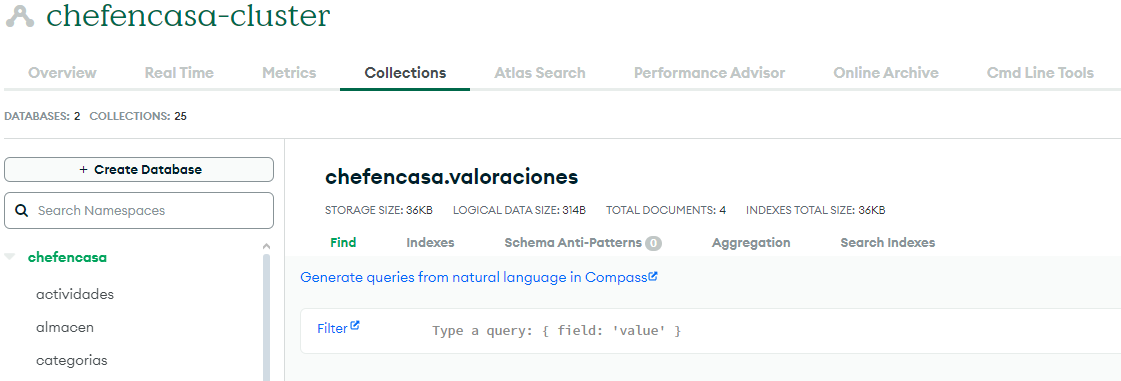 chefencasa-cluster
Overview Real Time Metrics Collections Atlas Search Performance Advisor Online Archive Cmd Line Tools
DATABASES: 2 COLLECTIONS: 25
+ Create Database
Search Namespaces
chefencasa
actividades
almacen
categorias
chefencasa.valoraciones
STORAGE SIZE: 36KB LOGICAL DATA SIZE: 314B TOTAL DOCUMENTS: 4 INDEXES TOTAL SIZE: 36KB
Find Indexes Schema Anti-Patterns 0 Aggregation Search Indexes
Generate queries from natural language in Compass
Filter Type a query: { field: 'value' }